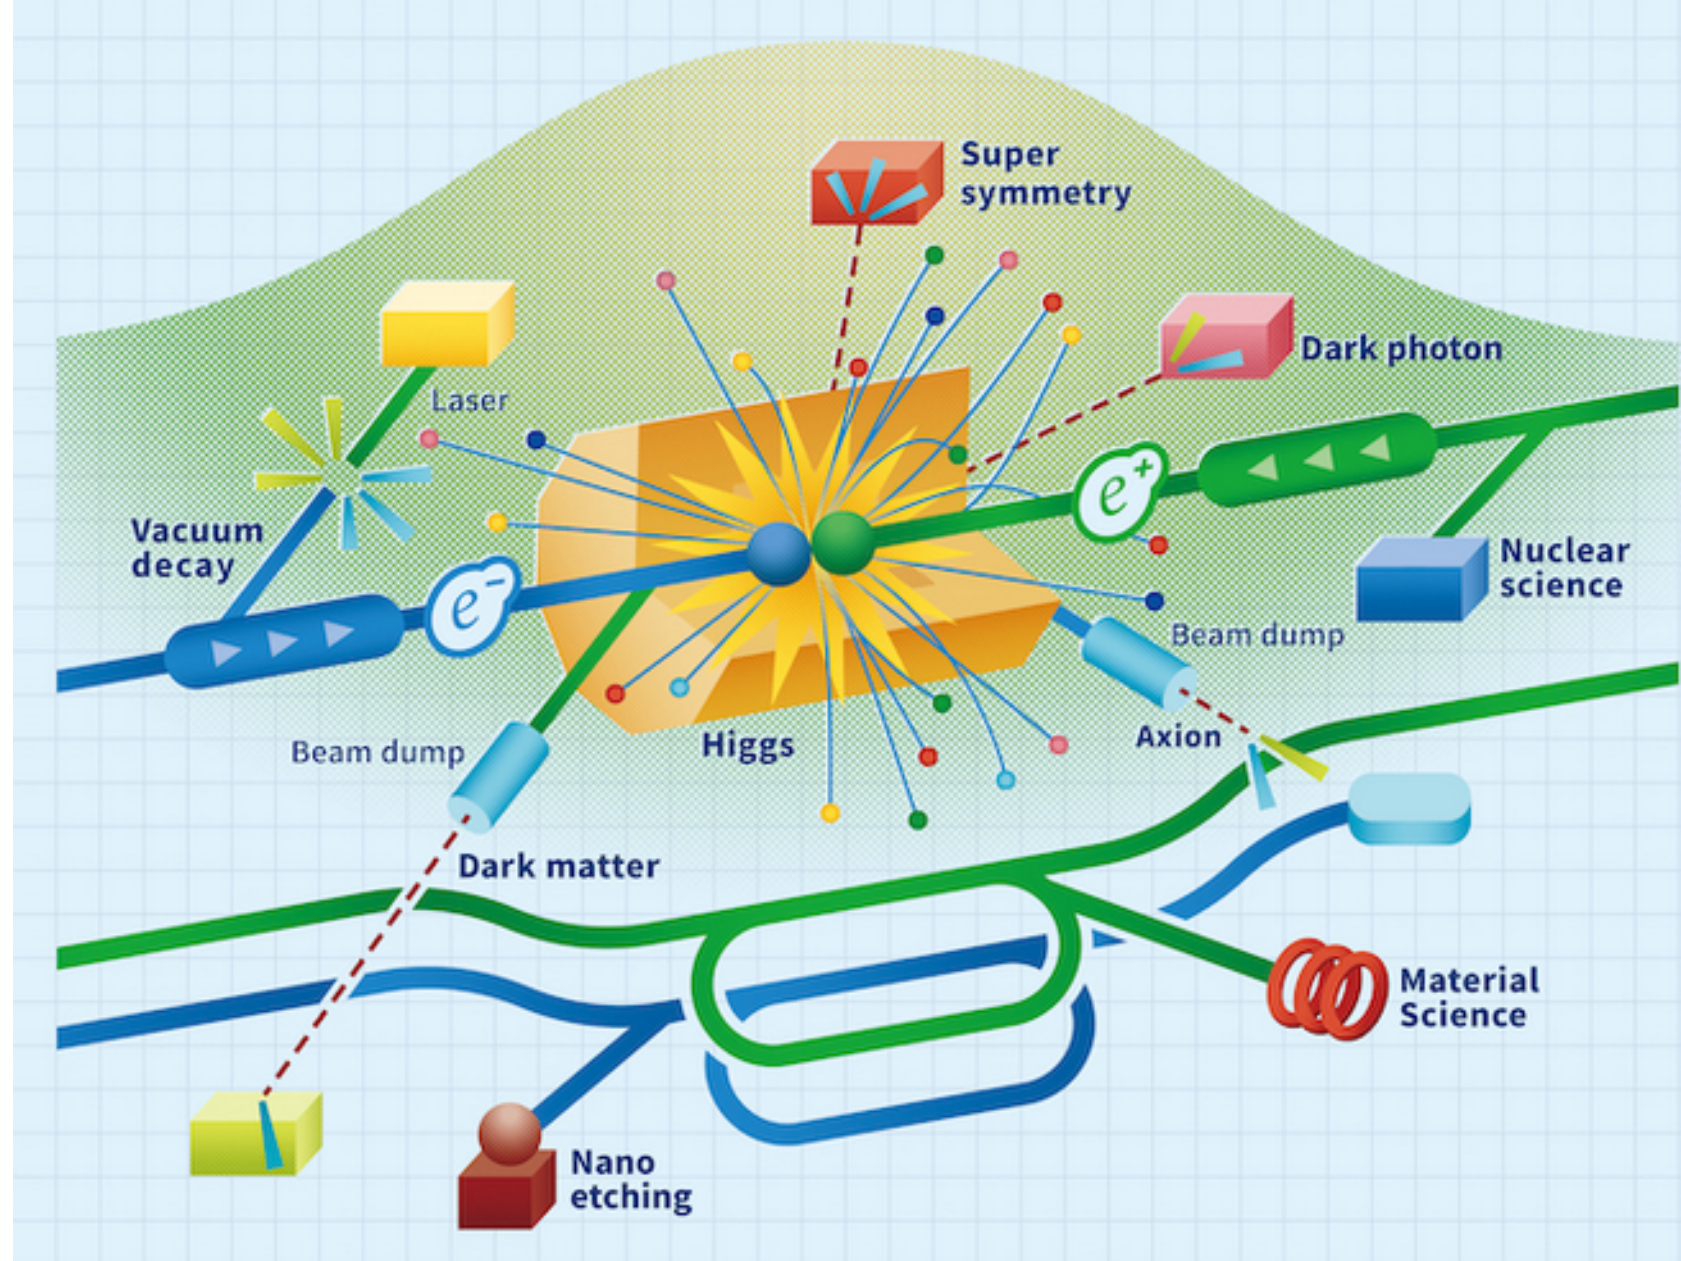 Super
symmetry
Dark photon
Laser
Vacuum
decay
e+
e−
Nuclear
science
Beam dump
Axion
Higgs
Beam dump
Dark matter
Material
Science
Nano
etching